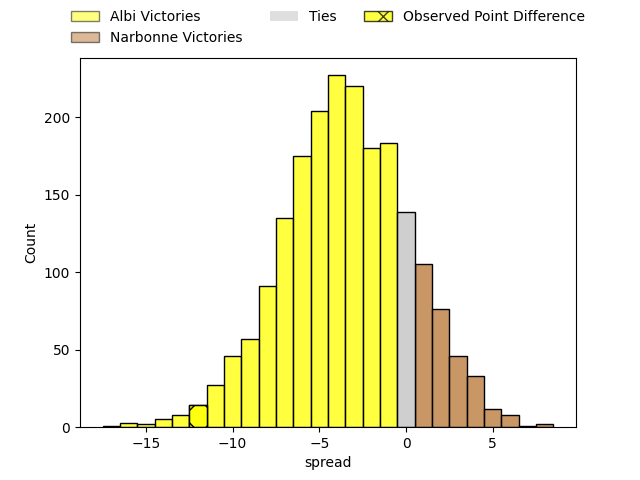 Albi Victories
Narbonne Victories
Ties
Observed Point Difference
200
150
100
50
0
Count
−15
−10
−5
0
5
spread